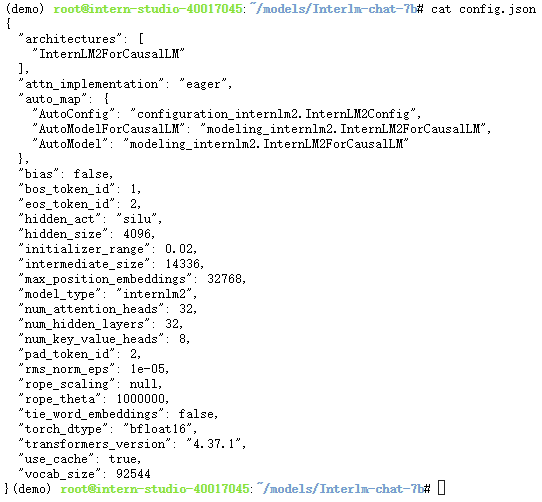 (demo) root@intern-studio-40017045:~/models/Interlm-chat-7b# cat config.json
{
  "architectures": [
    "InternLM2ForCausalLM"
  ],
  "attn_implementation": "eager",
  "auto_map": {
    "AutoConfig": "configuration_internlm2.InternLM2Config",
    "AutoModelForCausalLM": "modeling_internlm2.InternLM2ForCausalLM",
    "AutoModel": "modeling_internlm2.InternLM2ForCausalLM"
  },
  "bias": false,
  "bos_token_id": 1,
  "eos_token_id": 2,
  "hidden_act": "silu",
  "hidden_size": 4096,
  "initializer_range": 0.02,
  "intermediate_size": 14336,
  "max_position_embeddings": 32768,
  "model_type": "internlm2",
  "num_attention_heads": 32,
  "num_hidden_layers": 32,
  "num_key_value_heads": 8,
  "pad_token_id": 2,
  "rms_norm_eps": 1e-05,
  "rope_scaling": null,
  "rope_theta": 1000000,
  "tie_word_embeddings": false,
  "torch_dtype": "bfloat16",
  "transformers_version": "4.37.1",
  "use_cache": true,
  "vocab_size": 92544
}(demo) root@intern-studio-40017045:~/models/Interlm-chat-7b#